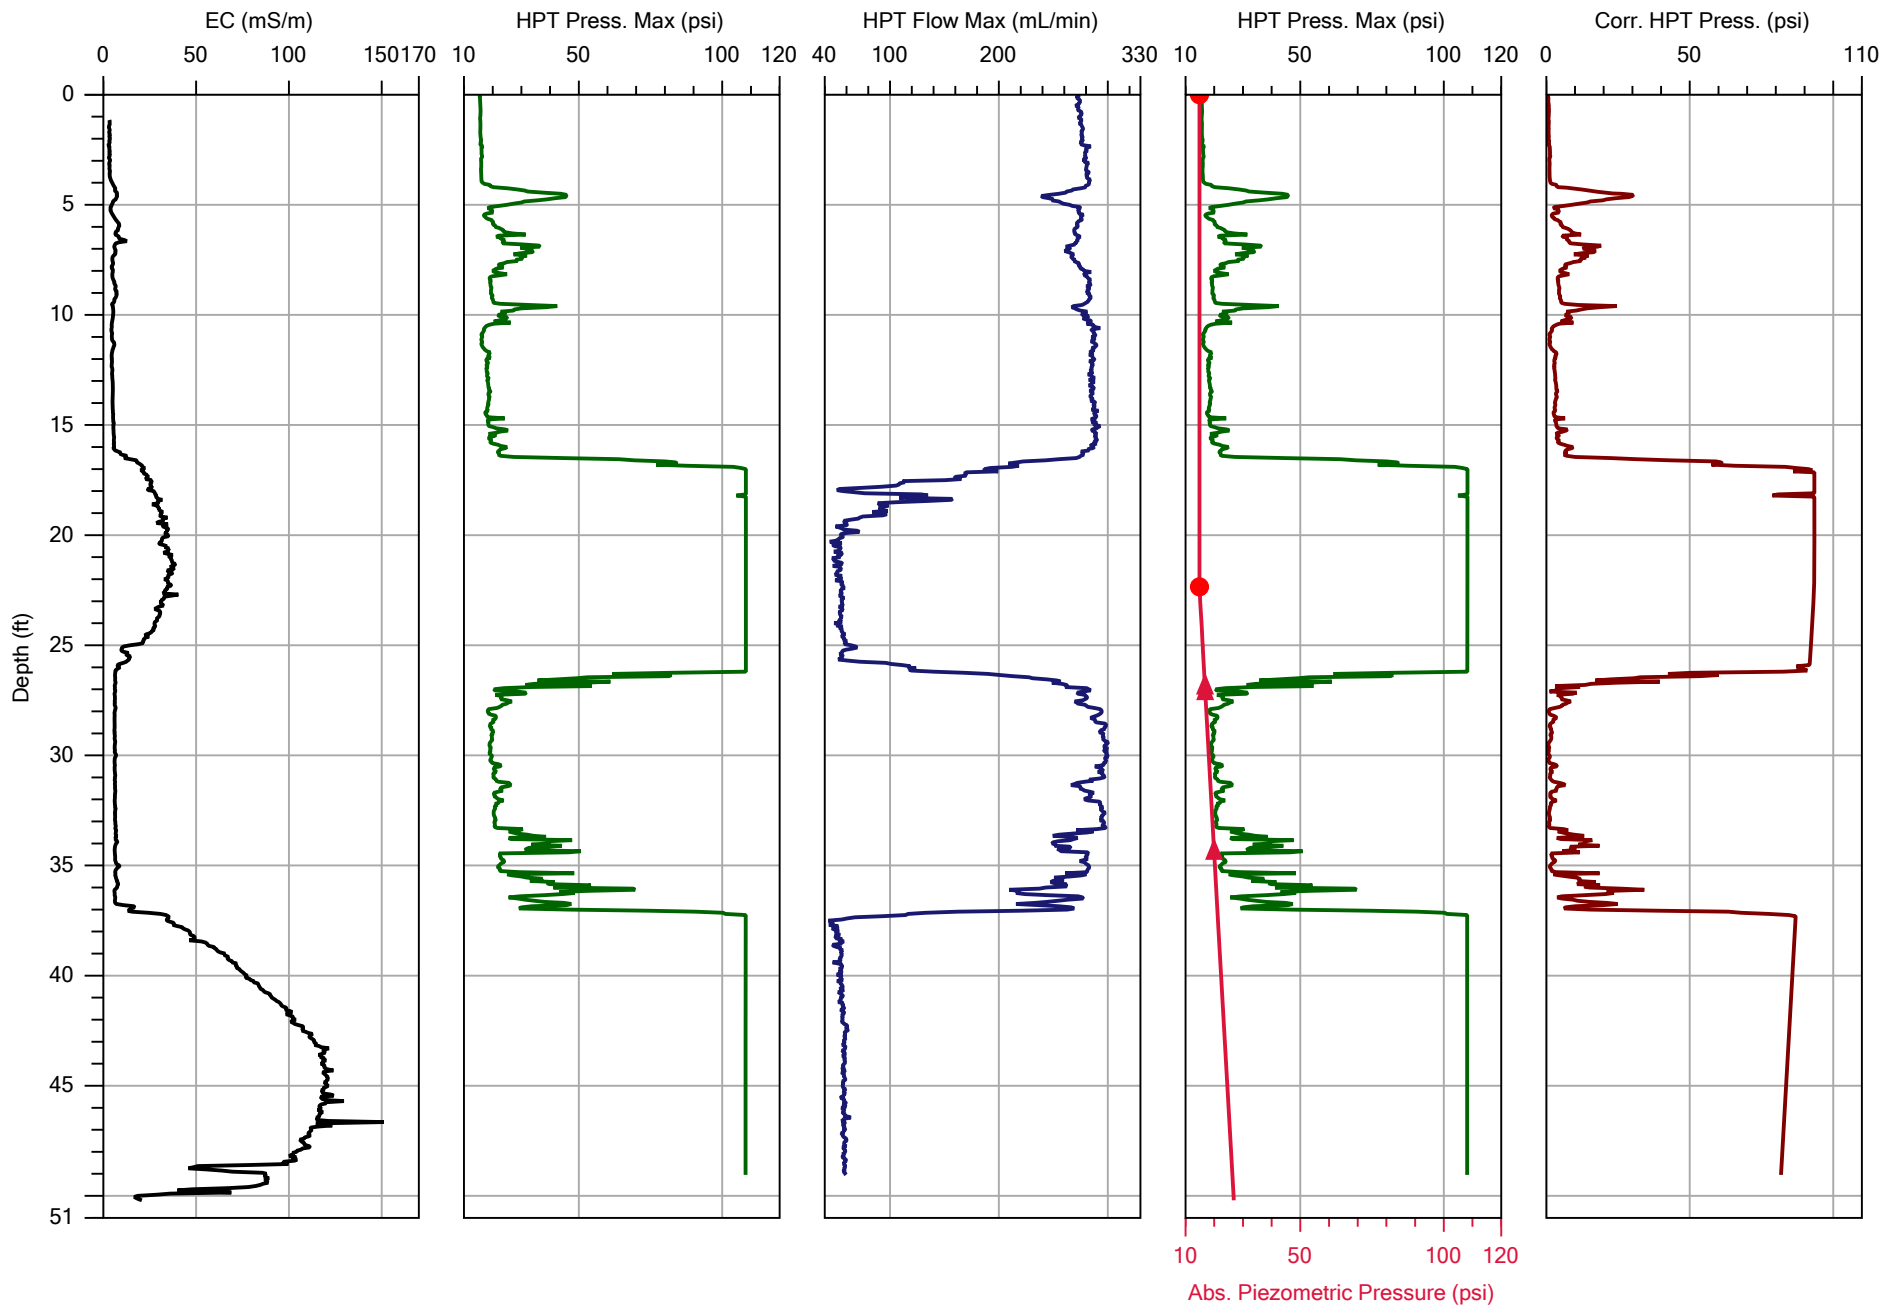 EC (mS/m) HPT Press. Max (psi) HPT Flow Max (mL/min) HPT Press. Max (psi) Corr. HPT Press. (psi)
0 50 100 150 170 10 50 100 120 40 100 200 330 10 50 100 120 0 50 110
0
5
10
15
20
25
30
35
40
45
51
Depth (ft)
10 50 100 120
Abs. Piezometric Pressure (psi)